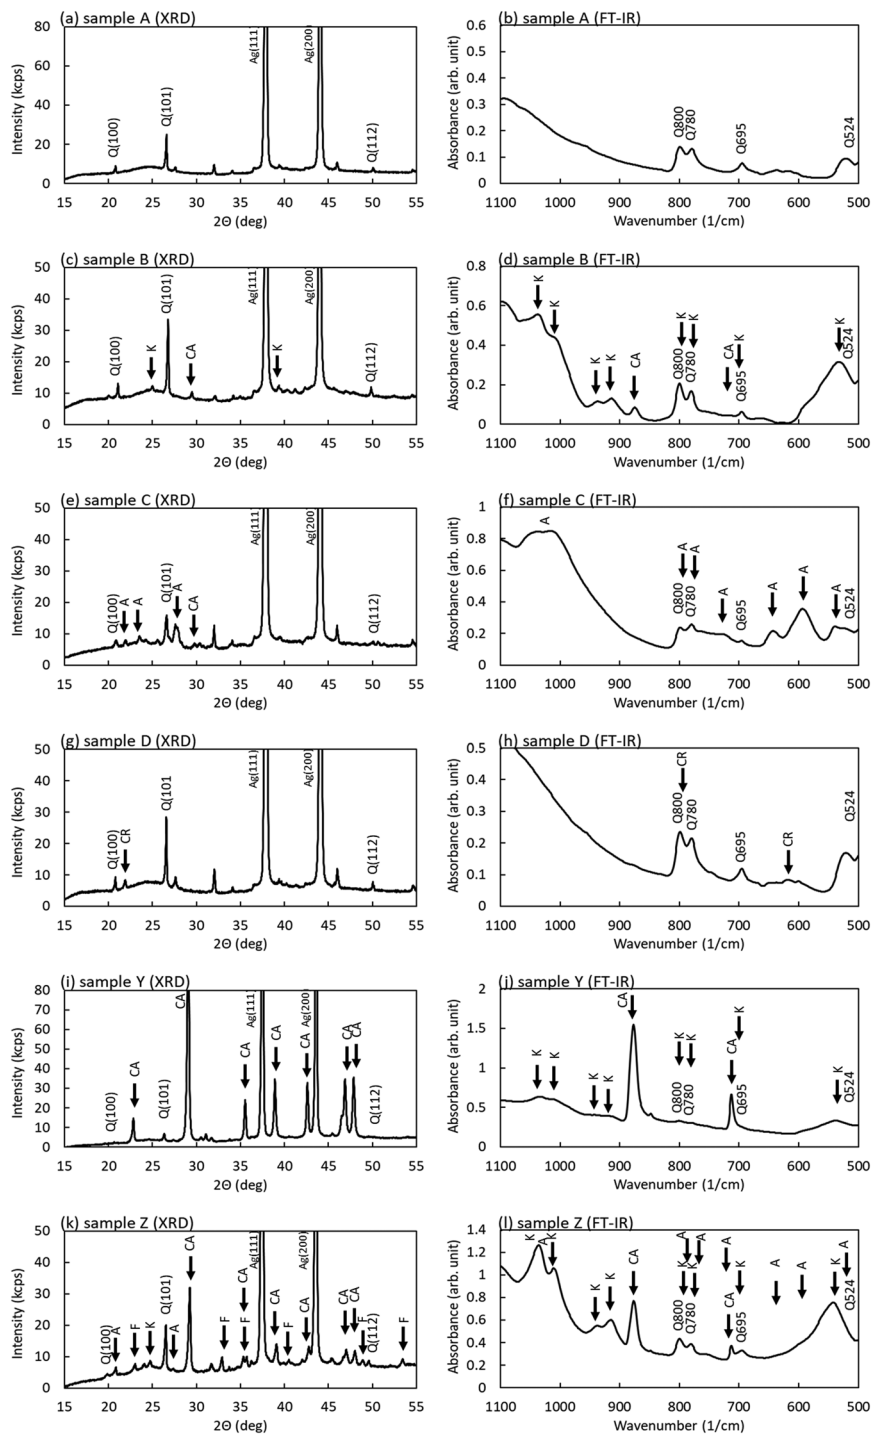 (a) sample A (XRD)
Intensity (kcps)
80
60
40
20
0
Q(100)
Q(101)
Ag(111)
Ag(200)
Q(112)
15 20 25 30 35 40 45 50 55
2Θ (deg)
(b) sample A (FT-IR)
Absorbance (arb. unit)
0.6
0.5
0.4
0.3
0.2
0.1
0
Q800
Q780
Q695
Q524
1100 1000 900 800 700 600 500
Wavenumber (1/cm)
(c) sample B (XRD)
Intensity (kcps)
50
40
30
20
10
0
Q(100)
K
Q(101)
CA
Ag(111)
K
Ag(200)
Q(112)
15 20 25 30 35 40 45 50 55
2Θ (deg)
(d) sample B (FT-IR)
Absorbance (arb. unit)
0.8
0.6
0.4
0.2
0
K
K
K
K
CA
K
K
Q800
Q780
CA
K
Q695
K
Q524
1100 1000 900 800 700 600 500
Wavenumber (1/cm)
(e) sample C (XRD)
Intensity (kcps)
50
40
30
20
10
0
Q(100)
A
A
Q(101)
A
CA
Ag(111)
Ag(200)
Q(112)
15 20 25 30 35 40 45 50 55
2Θ (deg)
(f) sample C (FT-IR)
Absorbance (arb. unit)
1
0.8
0.6
0.4
0.2
0
A
A
A
Q800
Q780
A
Q695
A
A
A
Q524
1100 1000 900 800 700 600 500
Wavenumber (1/cm)
(g) sample D (XRD)
Intensity (kcps)
50
40
30
20
10
0
Q(100)
CR
Q(101
Ag(111)
Ag(200)
Q(112)
15 20 25 30 35 40 45 50 55
2Θ (deg)
(h) sample D (FT-IR)
Absorbance (arb. unit)
0.5
0.4
0.3
0.2
0.1
0
CR
Q800
Q780
Q695
CR
Q524
1100 1000 900 800 700 600 500
Wavenumber (1/cm)
(i) sample Y (XRD)
Intensity (kcps)
80
70
60
50
40
30
20
10
0
Q(100)
CA
Q(101)
CA
CA
Ag(111)
CA
CA
Ag(200)
CA
CA
Q(112)
15 20 25 30 35 40 45 50 55
2Θ (deg)
(j) sample Y (FT-IR)
Absorbance (arb. unit)
2
1.5
1
0.5
0
K
K
K
K
CA
K
K
Q800
Q780
CA
K
Q695
K
Q524
1100 1000 900 800 700 600 500
Wavenumber (1/cm)
(k) sample Z (XRD)
Intensity (kcps)
50
40
30
20
10
0
Q(100)
A
F
K
Q(101)
A
CA
F
CA
F
Ag(111)
CA
F
CA
Ag(200)
CA
CA
F
Q(112)
F
15 20 25 30 35 40 45 50 55
2Θ (deg)
(l) sample Z (FT-IR)
Absorbance (arb. unit)
1.4
1.2
1
0.8
0.6
0.4
0.2
0
K
A
K
K
K
CA
A
A
K
K
Q800
Q780
A
CA
K
Q695
A
A
A
K
Q524
1100 1000 900 800 700 600 500
Wavenumber (1/cm)